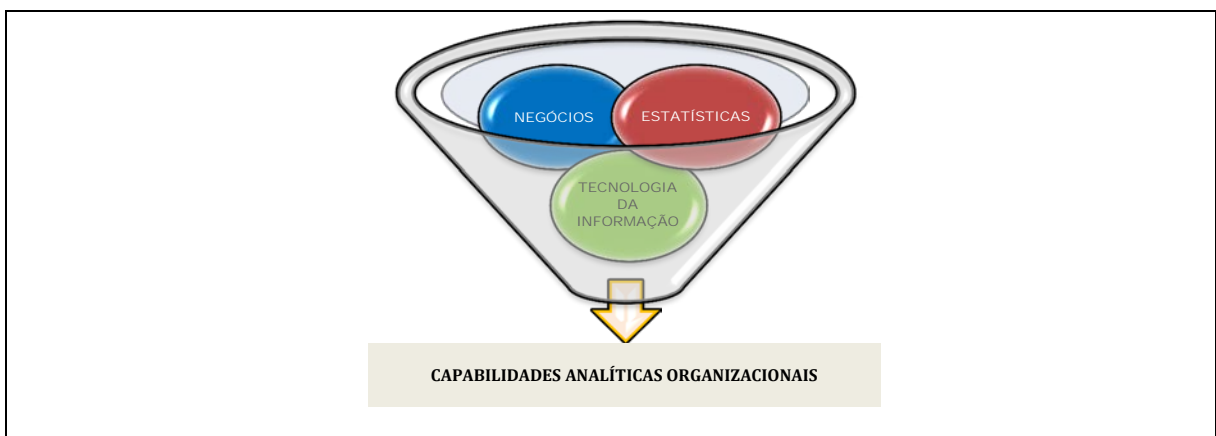 NEGÓCIOS
ESTATÍSTICAS
TECNOLOGIA
DA
INFORMAÇÃO
CAPABILIDADES ANALÍTICAS ORGANIZACIONAIS